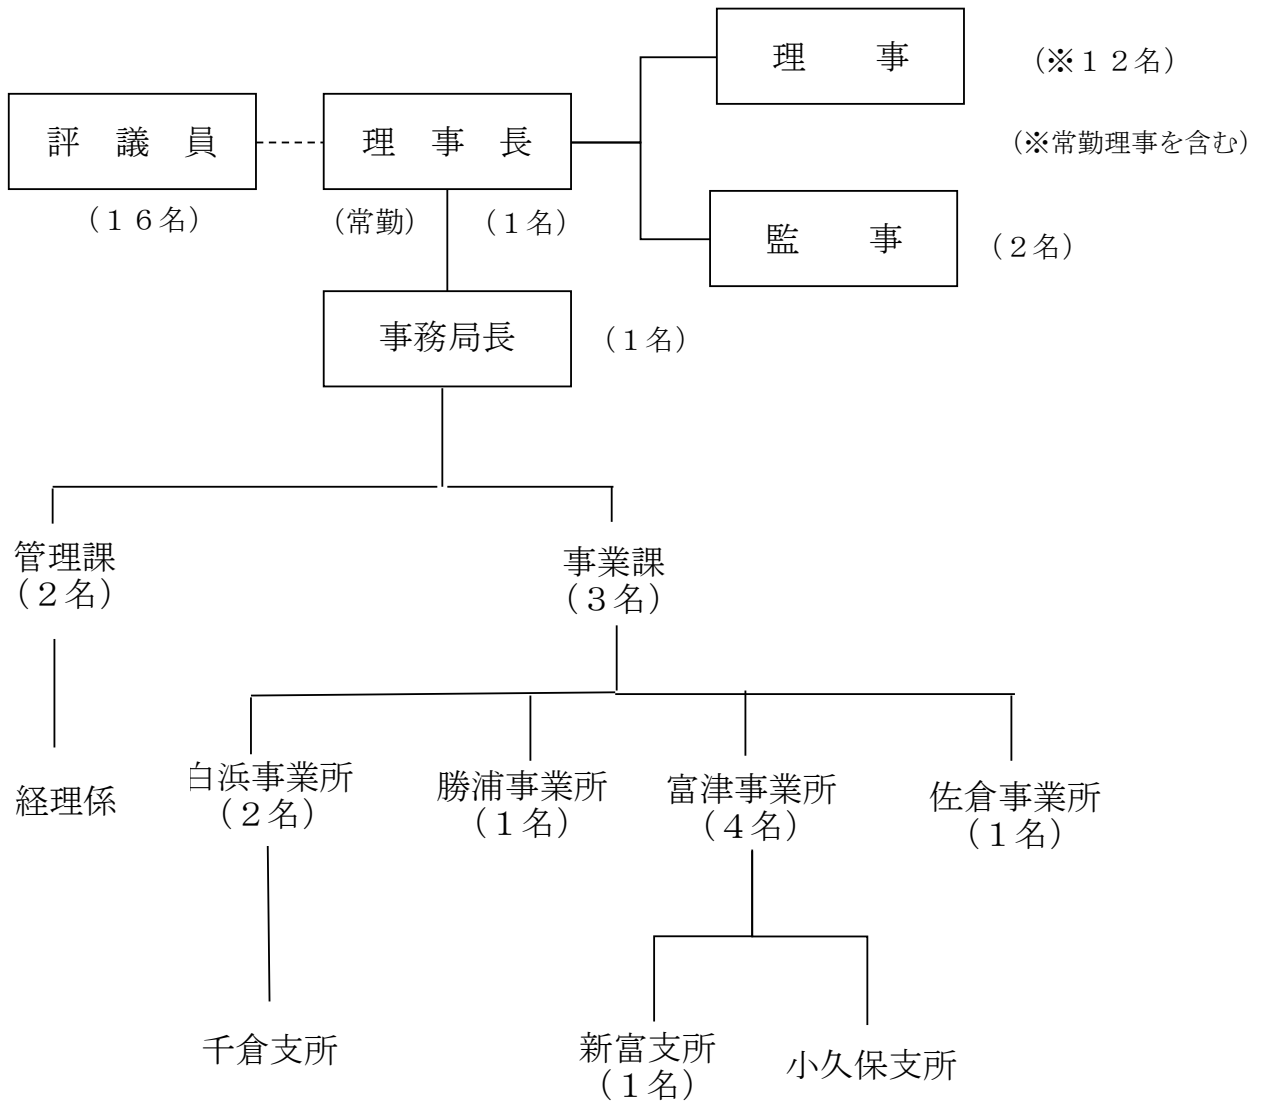 理　事
（※１２名）
評　議　員
理　事　長
（※常勤理事を含む）
（１６名）
（常勤）
（１名）
監　事
（２名）
事務局長
（１名）
管理課
（２名）
事業課
（３名）
経理係
白浜事業所
（２名）
勝浦事業所
（１名）
富津事業所
（４名）
佐倉事業所
（１名）
千倉支所
新富支所
（１名）
小久保支所